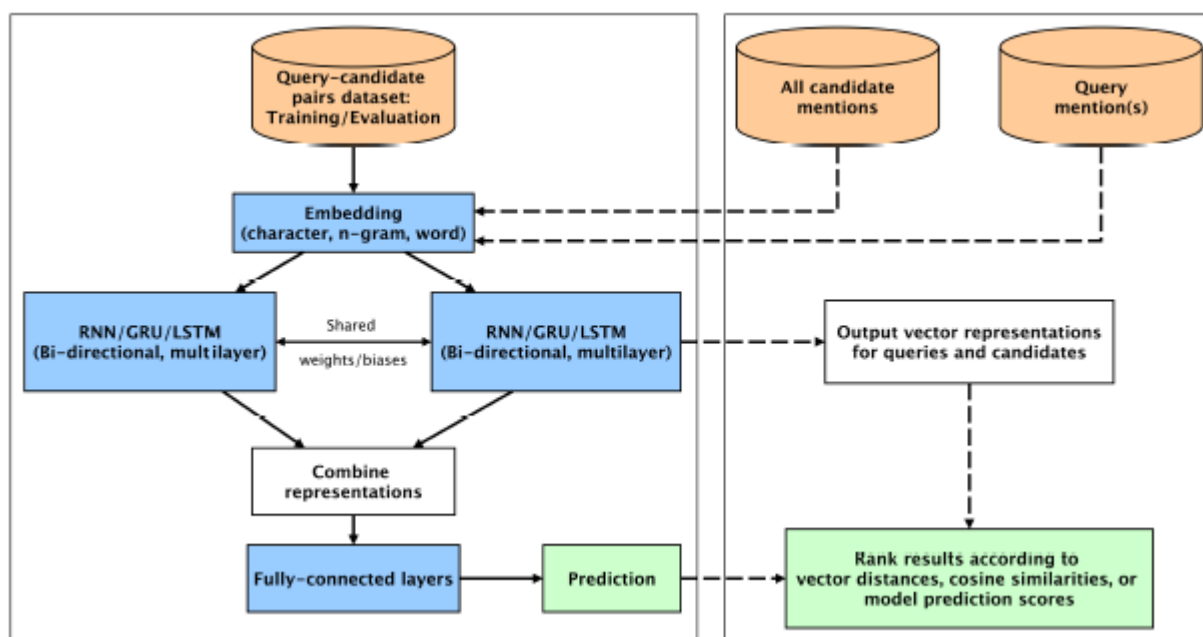 Query-candidate
pairs dataset:
Training/Evaluation
All candidate
mentions
Query
mention(s)
Embedding
(character, n-gram, word)
RNN/GRU/LSTM
(Bi-directional, multilayer)
Shared
weights/biases
RNN/GRU/LSTM
(Bi-directional, multilayer)
Output vector representations
for queries and candidates
Combine
representations
Fully-connected layers
Prediction
Rank results according to
vector distances, cosine similarities, or
model prediction scores